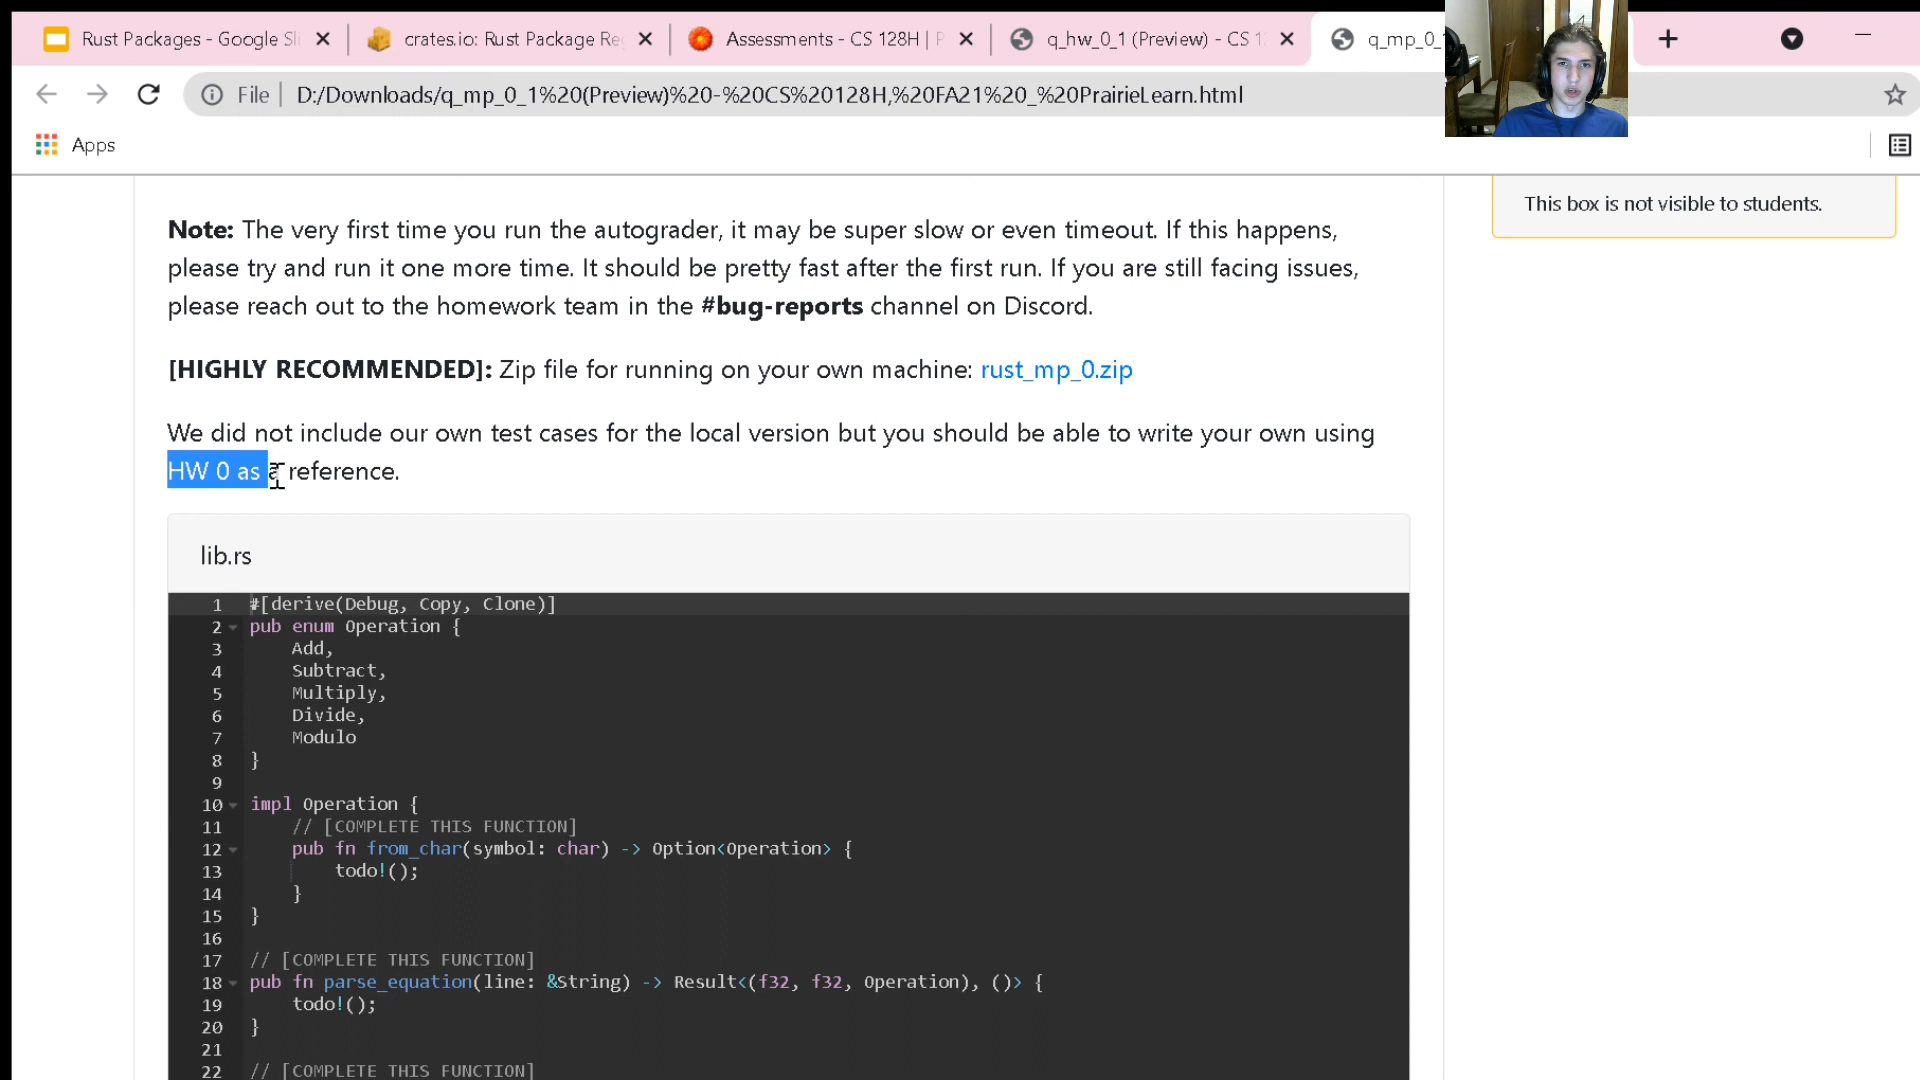 Rust Packages - Google Sli
crates.io: Rust Package Re
Assessments - CS 128H | P
q_hw_0_1 (Preview) - CS 1
q_mp_0_
File
D:/Downloads/q_mp_0_1%20(Preview)%20-%20CS%20128H,%20FA21%20_%20PrairieLearn.html
Apps
This box is not visible to students.
Note: The very first time you run the autograder, it may be super slow or even timeout. If this happens,
please try and run it one more time. It should be pretty fast after the first run. If you are still facing issues,
please reach out to the homework team in the #bug-reports channel on Discord.
[HIGHLY RECOMMENDED]: Zip file for running on your own machine: rust_mp_0.zip
We did not include our own test cases for the local version but you should be able to write your own using
HW 0 as a reference.
lib.rs
1 #[derive(Debug, Copy, Clone)]
2 pub enum Operation {
3 Add,
4 Subtract,
5 Multiply,
6 Divide,
7 Modulo
8 }
9
10 impl Operation {
11 // [COMPLETE THIS FUNCTION]
12 pub fn from_char(symbol: char) -> Option<Operation> {
13 todo!();
14 }
15 }
16
17 // [COMPLETE THIS FUNCTION]
18 pub fn parse_equation(line: &String) -> Result<(f32, f32, Operation), ()> {
19 todo!();
20 }
21
22 // [COMPLETE THIS FUNCTION]